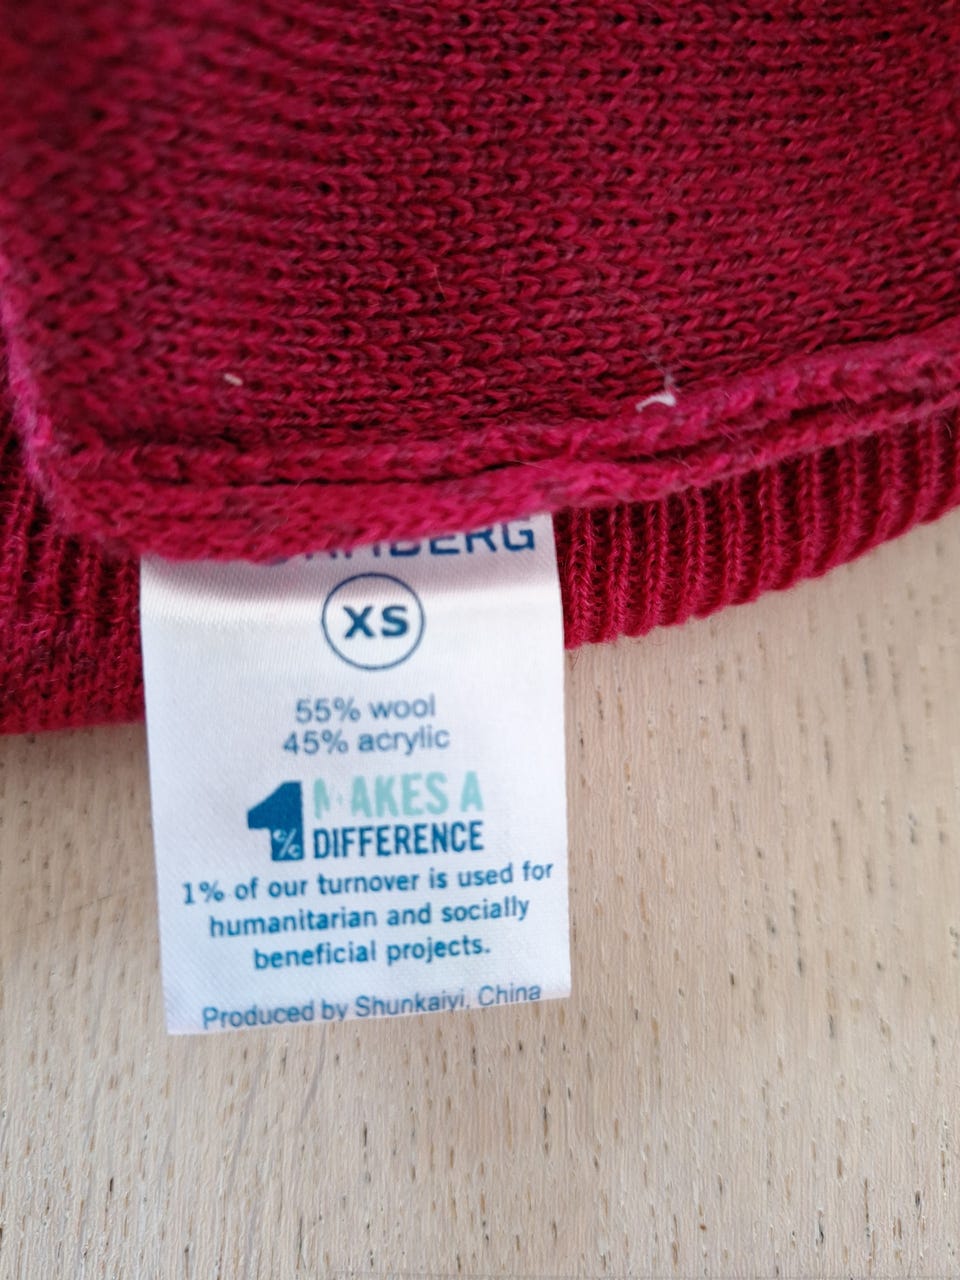 XS
55% wool
45% acrylic
1% MAKES A
DIFFERENCE
1% of our turnover is used for
humanitarian and socially
beneficial projects.
Produced by Shunkaiyi, China